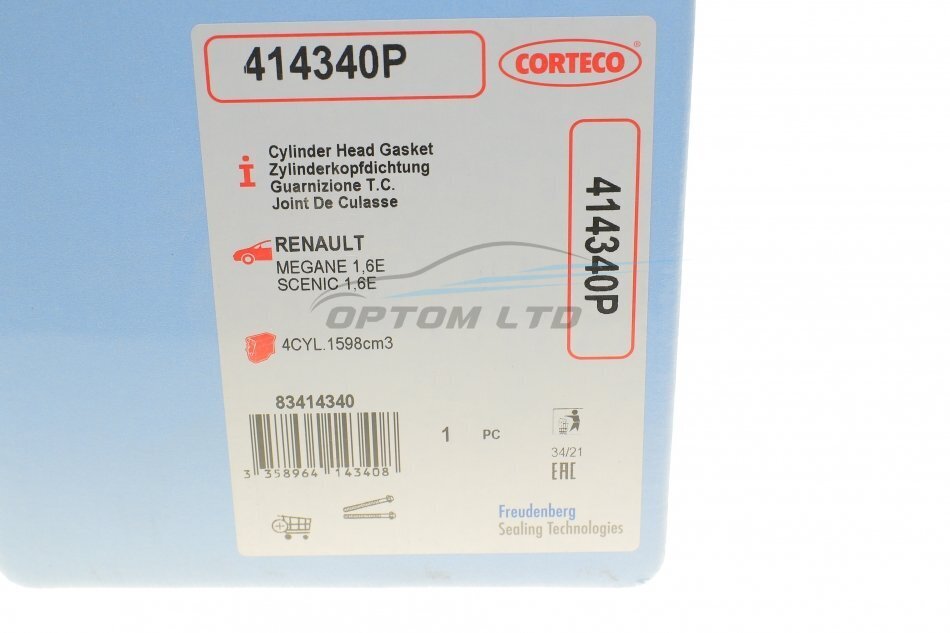 414340P
CORTECO®
Cylinder Head Gasket
Zylinderkopfdichtung
Guarnizione T.C.
Joint De Culasse
414340P
RENAULT
MEGANE 1,6E
SCENIC 1,6E
OPTOM LTD
4CYL.1598cm3
83414340
3 358964 143408
1 PC
34/21
EAC
Freudenberg
Sealing Technologies